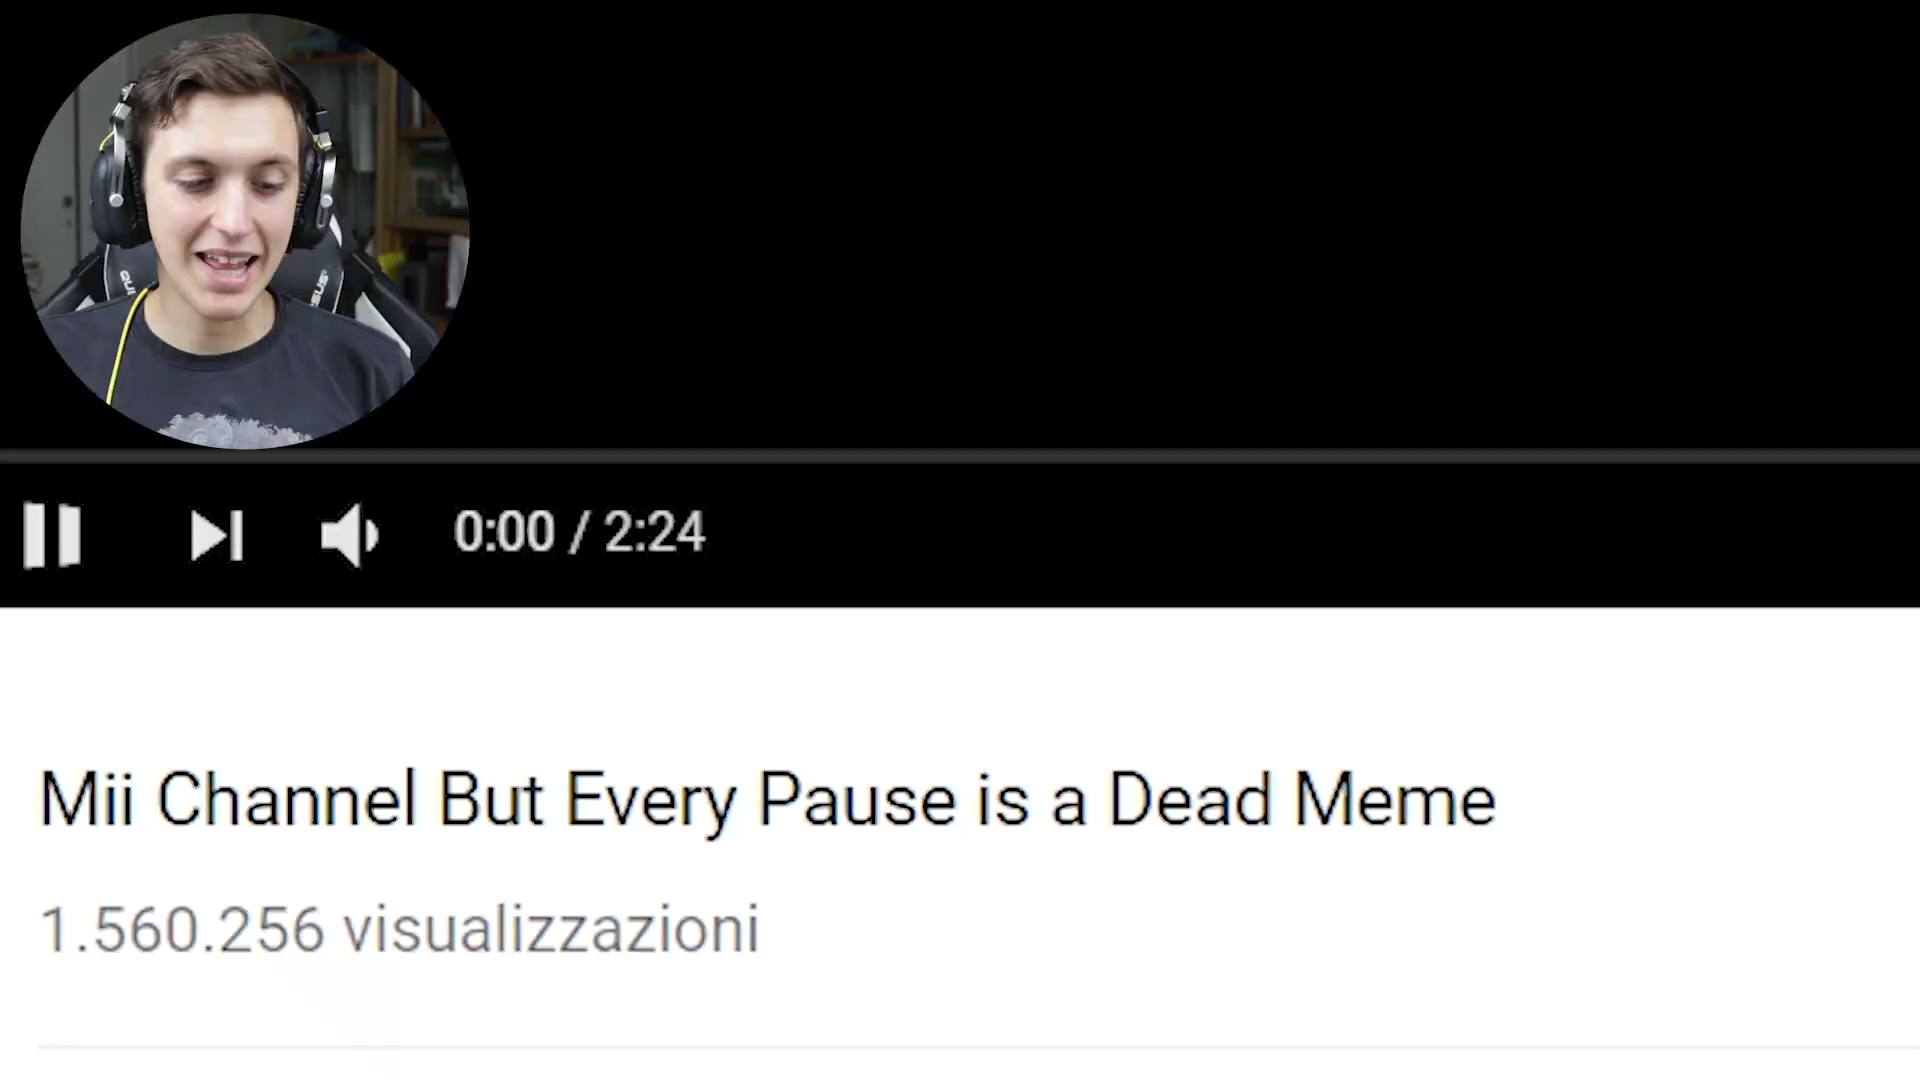 0:00 / 2:24
Mii Channel But Every Pause is a Dead Meme
1.560.256 visualizzazioni